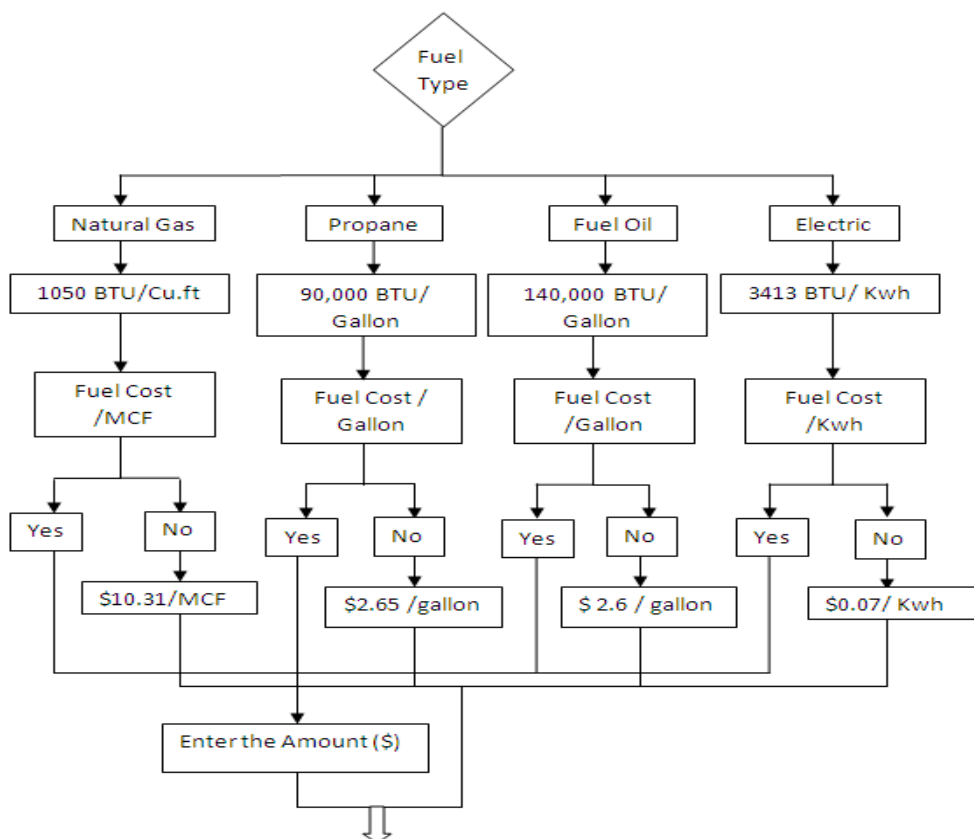 Fuel
Type
Natural Gas
Propane
Fuel Oil
Electric
1050 BTU/Cu.ft
90,000 BTU/
Gallon
140,000 BTU/
Gallon
3413 BTU/ Kwh
Fuel Cost
/MCF
Fuel Cost /
Gallon
Fuel Cost
/Gallon
Fuel Cost
/Kwh
Yes
No
Yes
No
Yes
No
Yes
No
$10.31/MCF
$2.65 /gallon
$ 2.6 / gallon
$0.07/ Kwh
Enter the Amount ($)